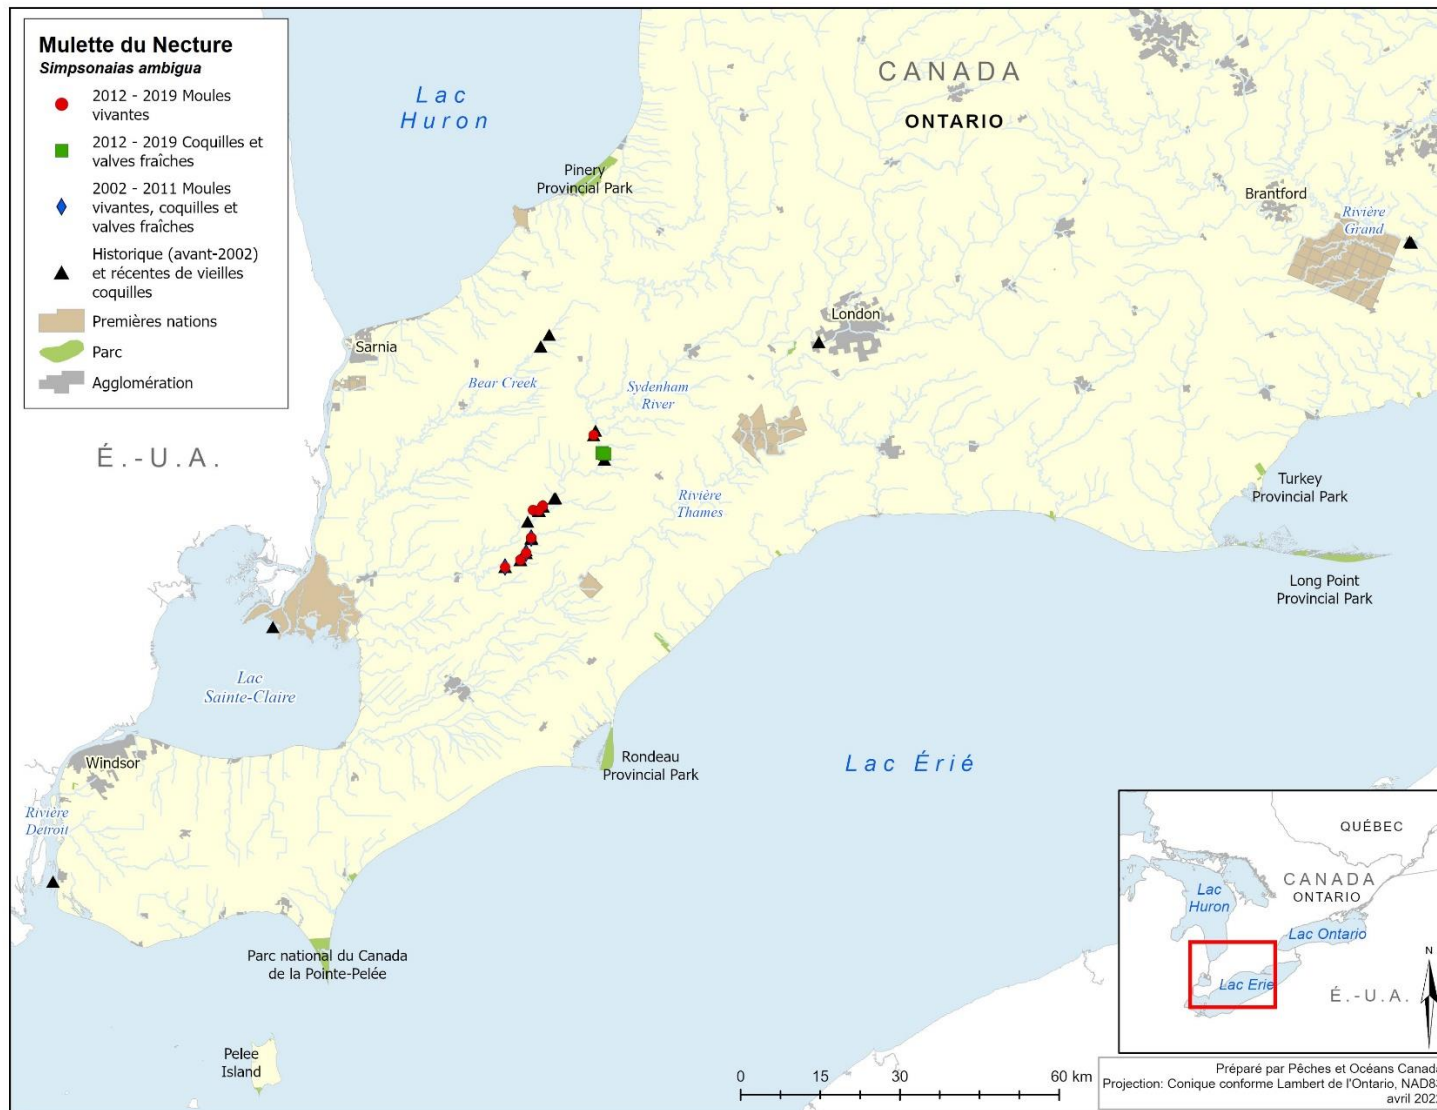 Mulette du Necture
Simpsonaias ambigua
2012 - 2019 Moules
vivantes
2012 - 2019 Coquilles et
valves fraîches
2002 - 2011 Moules
vivantes, coquilles et
valves fraîches
Historique (avant-2002)
et récentes de vieilles
coquilles
Premières nations
Parc
Agglomération
CANADA
ONTARIO
Lac
Huron
Pinery
Provincial Park
Brantford
Rivière
Grand
Sarnia
London
Bear Creek
Sydenham
River
É.-U.A.
Rivière
Thames
Turkey
Provincial Park
Long Point
Provincial Park
Lac
Sainte-Claire
Windsor
Rondeau
Provincial Park
Lac Érié
Rivière
Detroit
Parc national du Canada
de la Pointe-Pelée
Pelee
Island
0 15 30 60 km
QUÉBEC
CANADA
ONTARIO
Lac
Huron
Lac Ontario
Lac Erie
É.-U.A.
N
Préparé par Pêches et Océans Canada
Projection: Conique conforme Lambert de l'Ontario, NAD83
avril 2022